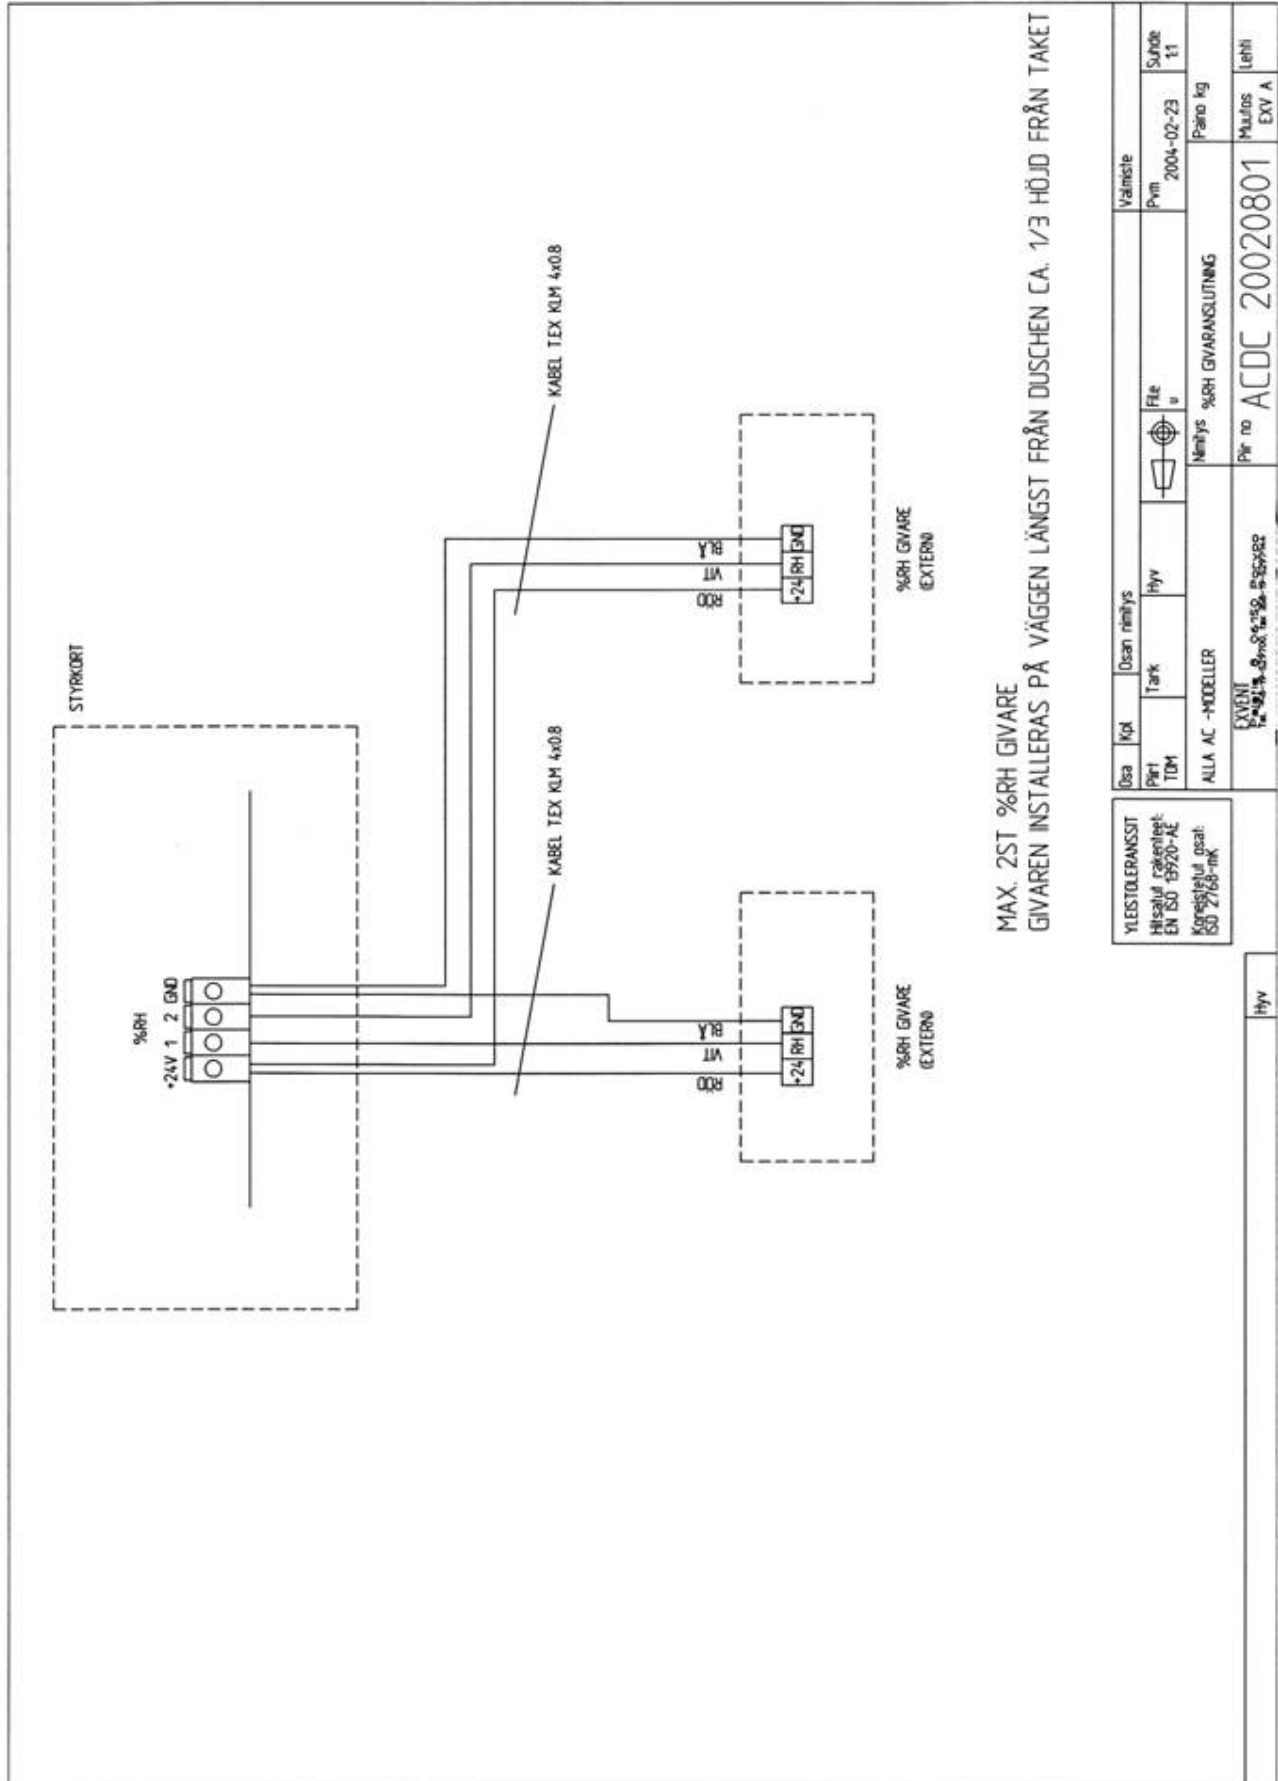 STYRKORT
%RH
+24V 1 2 GND
KABEL T.EX KLM 4x0.8
KABEL T.EX KLM 4x0.8
RÖD
VIT
BLÅ
RÖD
VIT
BLÅ
+24 RH GND
+24 RH GND
%RH GIVARE
(EXTERN)
%RH GIVARE
(EXTERN)
MAX. 2ST %RH GIVARE
GIVAREN INSTALLERAS PÅ VÄGGEN LÄNGST FRÅN DUSCHEN CA. 1/3 HÖJD FRÅN TAKET
YLEISTOLERANSSIT
Hitsatut rakenteet:
EN ISO 13920-AE
Koneistetut osat:
ISO 2768-mK
Osa Kpl Osan nimitys Valmiste
Piirt Tark Hyv File Pvm Suhde
TOM u 2004-02-23 1:1
ALLA AC -MODELLER
Nimitys %RH GIVARANSLUTNING
Paino kg
EXVENT
Piir no ACDC 20020801
Muutos
EXV A
Lehti
Hyv